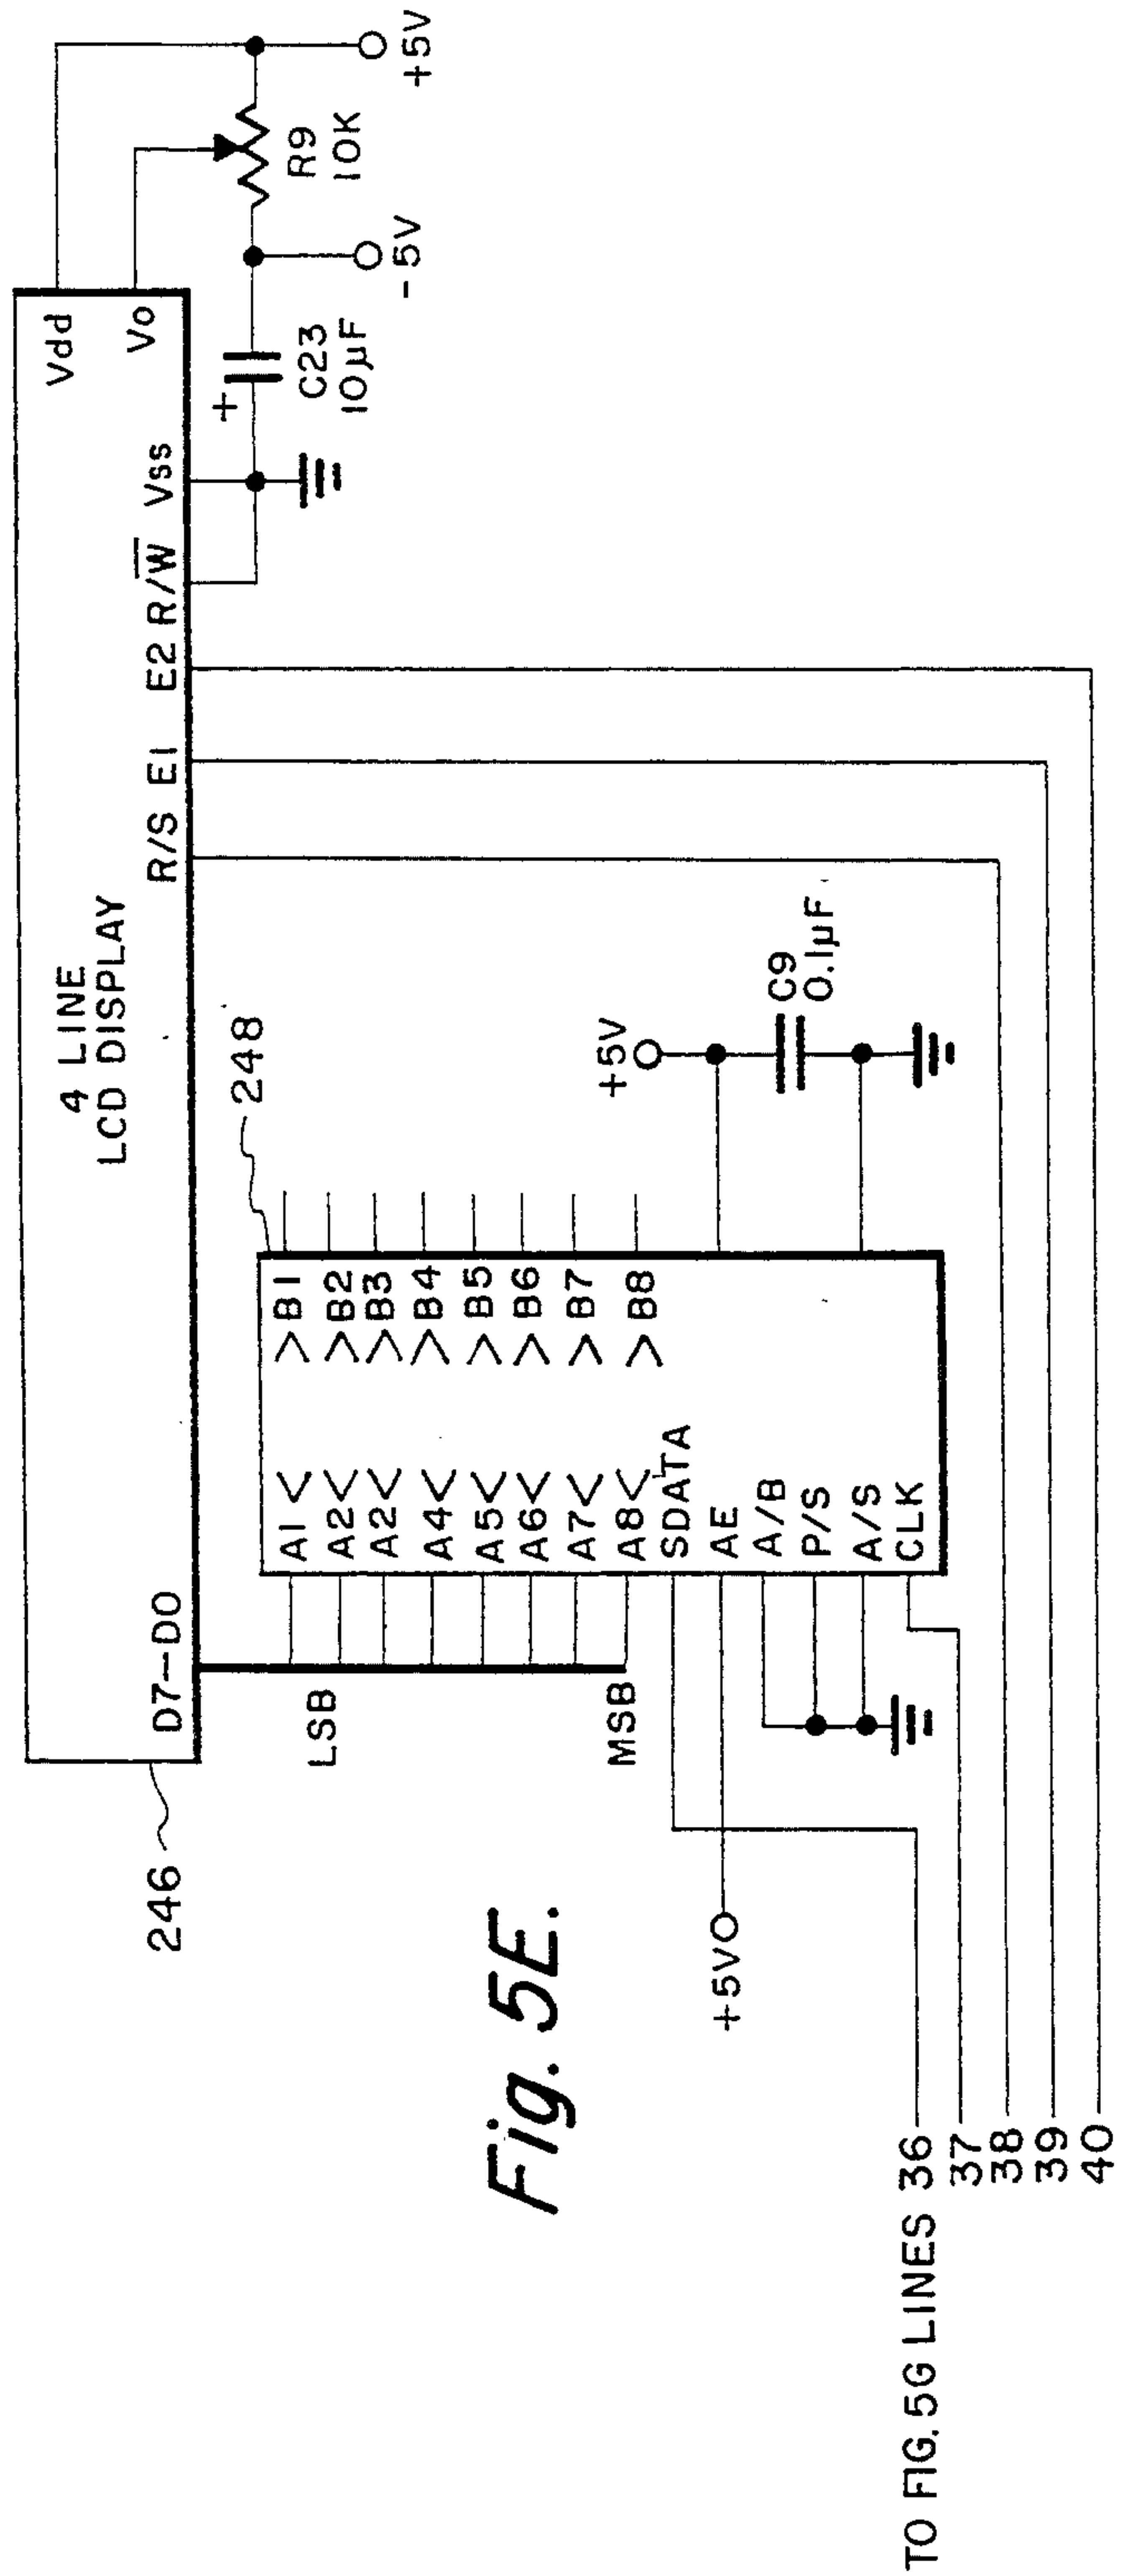 4 LINE
LCD DISPLAY
246
D7—D0
R/S
E1
E2
R/W̅
Vss
Vdd
Vo
+5V
R9
10K
-5V
+
C23
10µF
248
LSB
MSB
A1<
A2<
A2<
A4<
A5<
A6<
A7<
A8<
SDATA
AE
A/B
P/S
A/S
CLK
>B1
>B2
>B3
>B4
>B5
>B6
>B7
>B8
+5V
C9
0.1µF
+5V
Fig. 5E.
TO FIG. 5G LINES 36
37
38
39
40